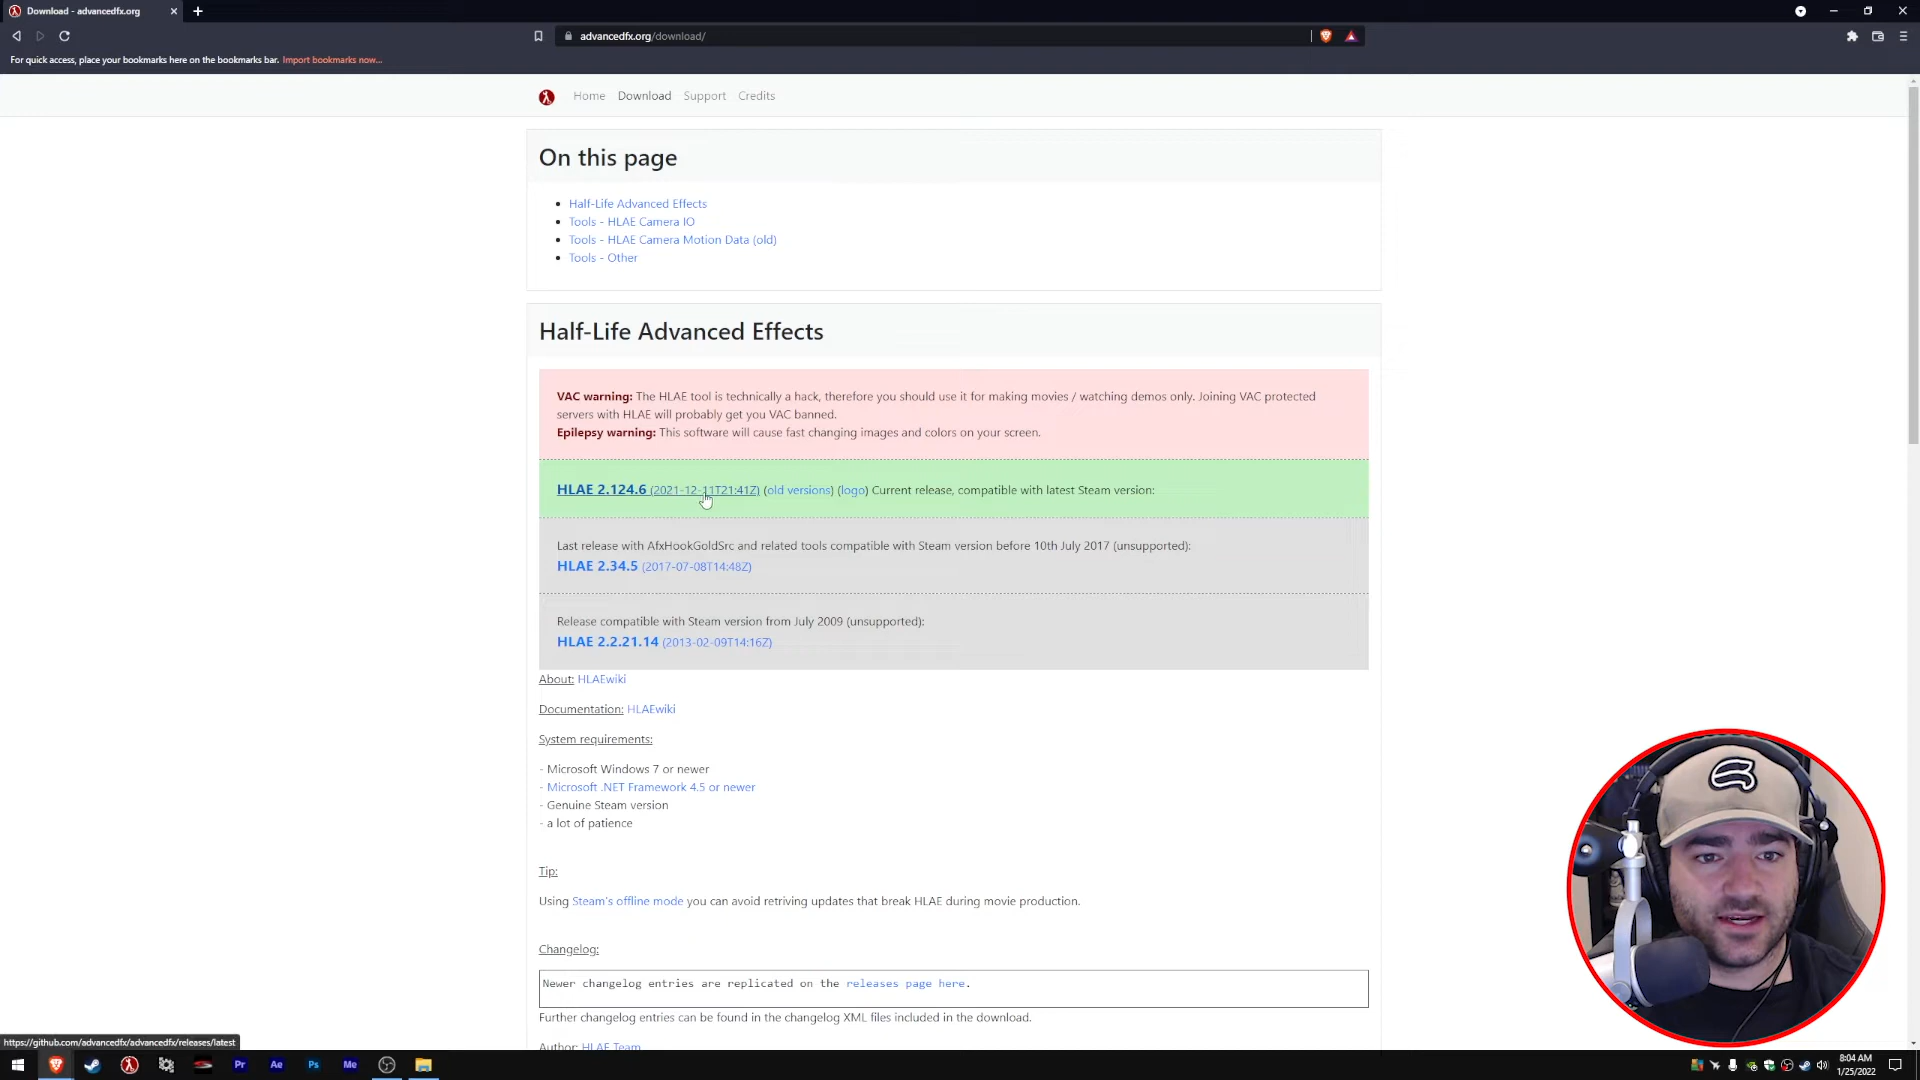 Download - advancedfx.org
advancedfx.org/download/
For quick access, place your bookmarks here on the bookmarks bar. Import bookmarks now...
Home Download Support Credits
On this page
• Half-Life Advanced Effects
• Tools - HLAE Camera IO
• Tools - HLAE Camera Motion Data (old)
• Tools - Other
Half-Life Advanced Effects
VAC warning: The HLAE tool is technically a hack, therefore you should use it for making movies / watching demos only. Joining VAC protected
servers with HLAE will probably get you VAC banned.
Epilepsy warning: This software will cause fast changing images and colors on your screen.
HLAE 2.124.6 (2021-12-11T21:41Z) (old versions) (logo) Current release, compatible with latest Steam version:
Last release with AfxHookGoldSrc and related tools compatible with Steam version before 10th July 2017 (unsupported):
HLAE 2.34.5 (2017-07-08T14:48Z)
Release compatible with Steam version from July 2009 (unsupported):
HLAE 2.2.21.14 (2013-02-09T14:16Z)
About: HLAEwiki
Documentation: HLAEwiki
System requirements:
- Microsoft Windows 7 or newer
- Microsoft .NET Framework 4.5 or newer
- Genuine Steam version
- a lot of patience
Tip:
Using Steam's offline mode you can avoid retriving updates that break HLAE during movie production.
Changelog:
Newer changelog entries are replicated on the releases page here.
Further changelog entries can be found in the changelog XML files included in the download.
Author: HLAE Team
https://github.com/advancedfx/advancedfx/releases/latest
Pr Ae Ps Me
8:04 AM
1/25/2022